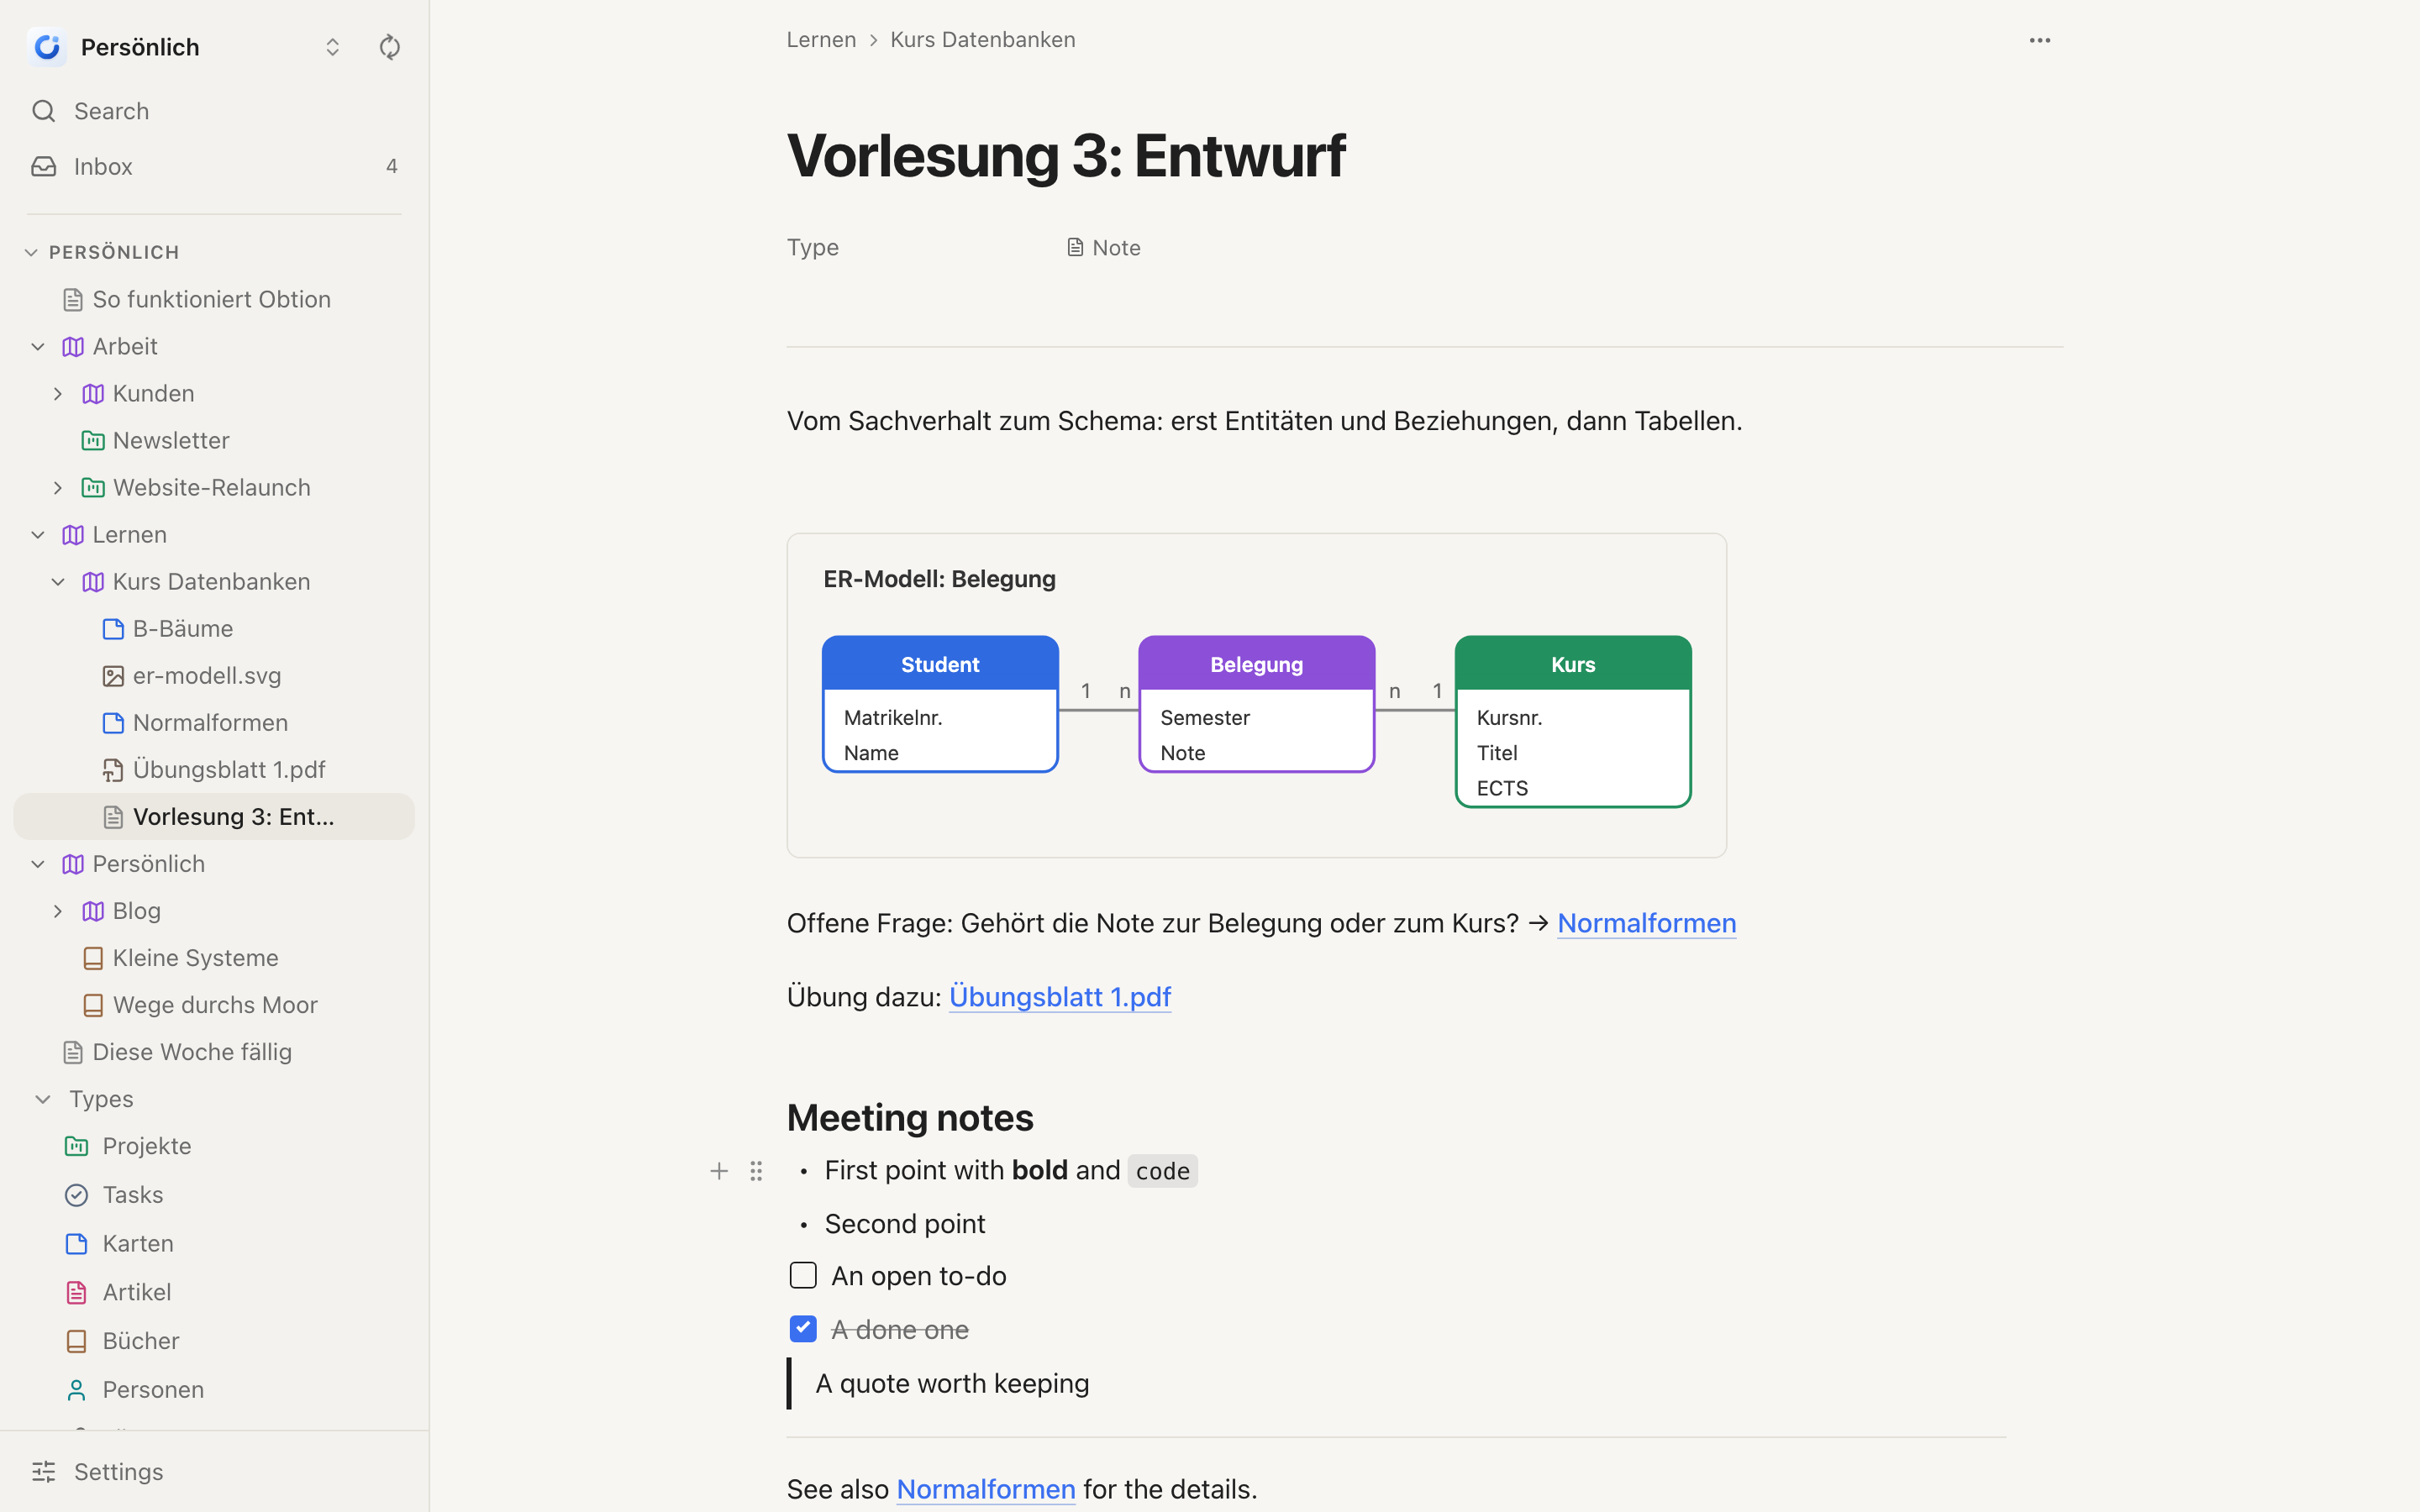 Persönlich
Search
Inbox 4
PERSÖNLICH
So funktioniert Obtion
Arbeit
Kunden
Newsletter
Website-Relaunch
Lernen
Kurs Datenbanken
B-Bäume
er-modell.svg
Normalformen
Übungsblatt 1.pdf
Vorlesung 3: Ent...
Persönlich
Blog
Kleine Systeme
Wege durchs Moor
Diese Woche fällig
Types
Projekte
Tasks
Karten
Artikel
Bücher
Personen
Settings
Lernen > Kurs Datenbanken
Vorlesung 3: Entwurf
Type Note
Vom Sachverhalt zum Schema: erst Entitäten und Beziehungen, dann Tabellen.
ER-Modell: Belegung
Student
Matrikelnr.
Name
1 n
Belegung
Semester
Note
n 1
Kurs
Kursnr.
Titel
ECTS
Offene Frage: Gehört die Note zur Belegung oder zum Kurs? → Normalformen
Übung dazu: Übungsblatt 1.pdf
Meeting notes
• First point with bold and code
• Second point
An open to-do
A done one
A quote worth keeping
See also Normalformen for the details.